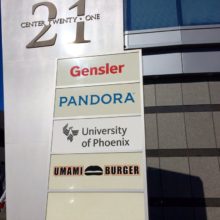 21
CENTER TWENTY·ONE
Gensler
PANDORA
University
of Phoenix
UMAMI BURGER